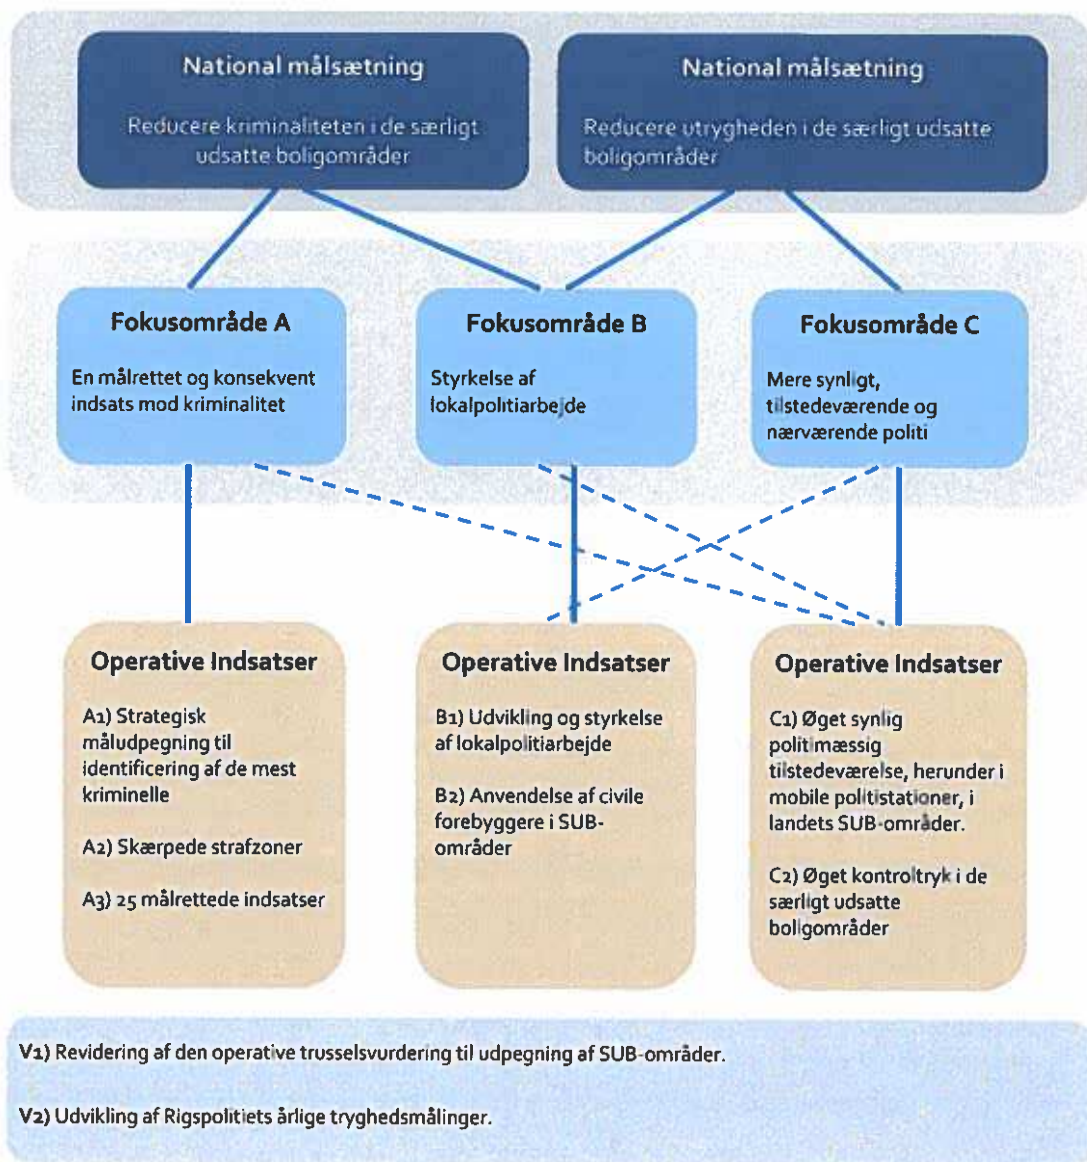 National målsætning
Reducere kriminaliteten i de særligt
udsatte boligområder
National målsætning
Reducere utrygheden i de særligt udsatte
boligområder
Fokusområde A
En målrettet og konsekvent
indsats mod kriminalitet
Fokusområde B
Styrkelse af
lokalpolitiarbejde
Fokusområde C
Mere synligt,
tilstedeværende og
nærværende politi
Operative Indsatser
A1) Strategisk
måludpegning til
identificering af de mest
kriminelle
A2) Skærpede strafzoner
A3) 25 målrettede indsatser
Operative Indsatser
B1) Udvikling og styrkelse
af lokalpolitiarbejde
B2) Anvendelse af civile
forebyggere i SUB-
områder
Operative Indsatser
C1) Øget synlig
politimæssig
tilstedeværelse, herunder i
mobile politistationer, i
landets SUB-områder.
C2) Øget kontroltryk i de
særligt udsatte
boligområder
V1) Revidering af den operative trusselsvurdering til udpegning af SUB-områder.
V2) Udvikling af Rigspolitiets årlige tryghedsmålinger.